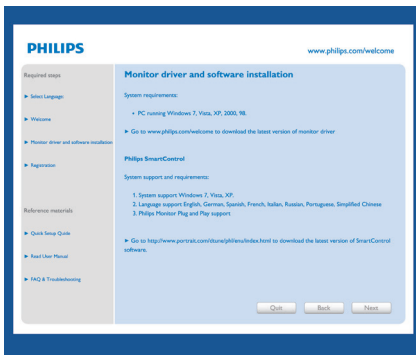 PHILIPS
www.philips.com/welcome
Required steps
► Select Language
► Welcome
► Monitor driver and software installation
► Registration
Reference materials
► Quick Setup Guide
► Read User Manual
► FAQ & Troubleshooting
Monitor driver and software installation
System requirements:
• PC running Windows 7, Vista, XP, 2000, 98.
► Go to www.philips.com/welcome to download the latest version of monitor driver
Philips SmartControl
System support and requirements:
1. System support Windows 7, Vista, XP.
2. Language support English, German, Spanish, French, Italian, Russian, Portuguese, Simplified Chinese
3. Philips Monitor Plug and Play support
► Go to http://www.portrait.com/dtune/phl/enu/index.html to download the latest version of SmartControl
software.
Quit
Back
Next